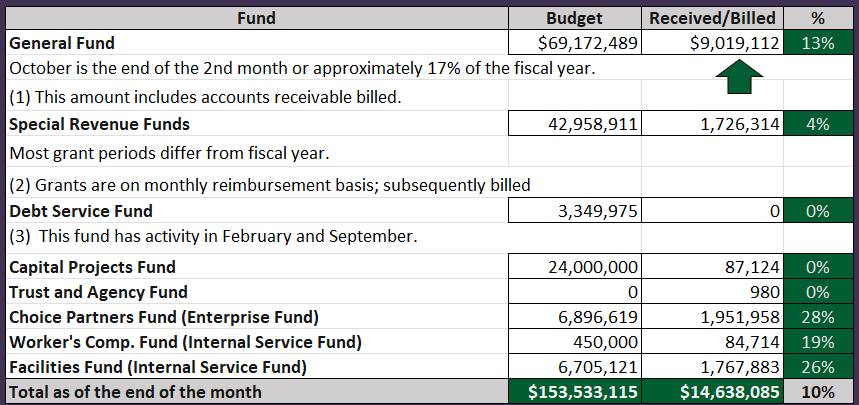 Fund Budget Received/Billed %
General Fund $69,172,489 $9,019,112 13%
October is the end of the 2nd month or approximately 17% of the fiscal year.
(1) This amount includes accounts receivable billed.
Special Revenue Funds 42,958,911 1,726,314 4%
Most grant periods differ from fiscal year.
(2) Grants are on monthly reimbursement basis; subsequently billed
Debt Service Fund 3,349,975 0 0%
(3) This fund has activity in February and September.
Capital Projects Fund 24,000,000 87,124 0%
Trust and Agency Fund 0 980 0%
Choice Partners Fund (Enterprise Fund) 6,896,619 1,951,958 28%
Worker's Comp. Fund (Internal Service Fund) 450,000 84,714 19%
Facilities Fund (Internal Service Fund) 6,705,121 1,767,883 26%
Total as of the end of the month $153,533,115 $14,638,085 10%